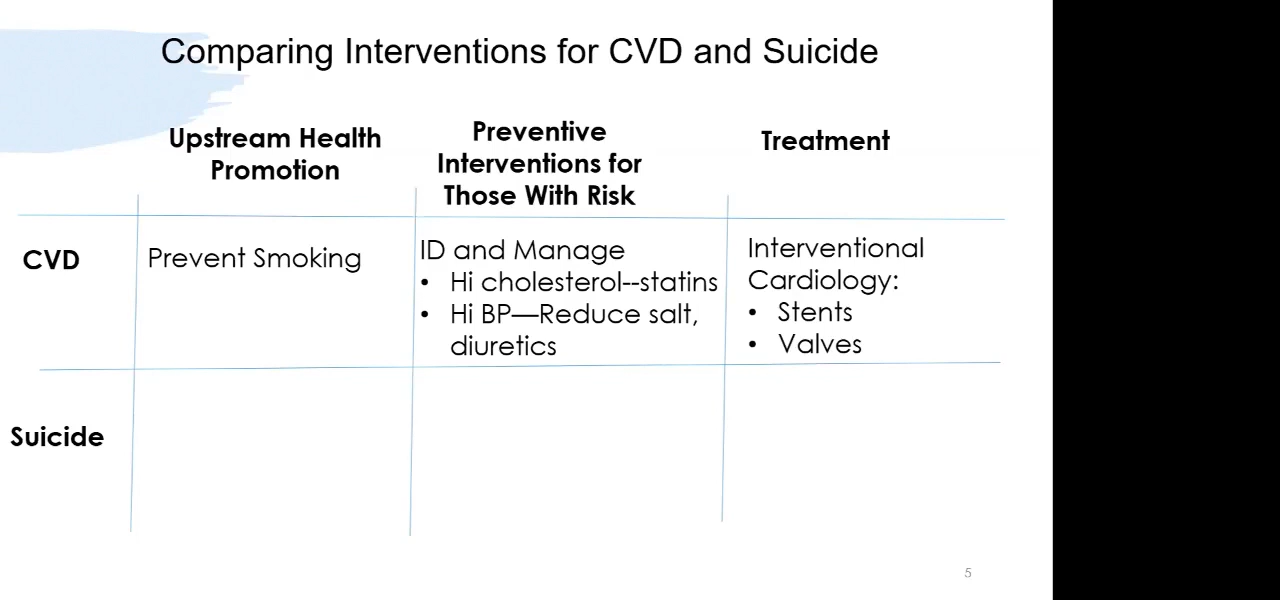 Comparing Interventions for CVD and Suicide
Upstream Health
Promotion
Preventive
Interventions for
Those With Risk
Treatment
CVD
Prevent Smoking
ID and Manage
• Hi cholesterol--statins
• Hi BP—Reduce salt,
diuretics
Interventional
Cardiology:
• Stents
• Valves
Suicide
5